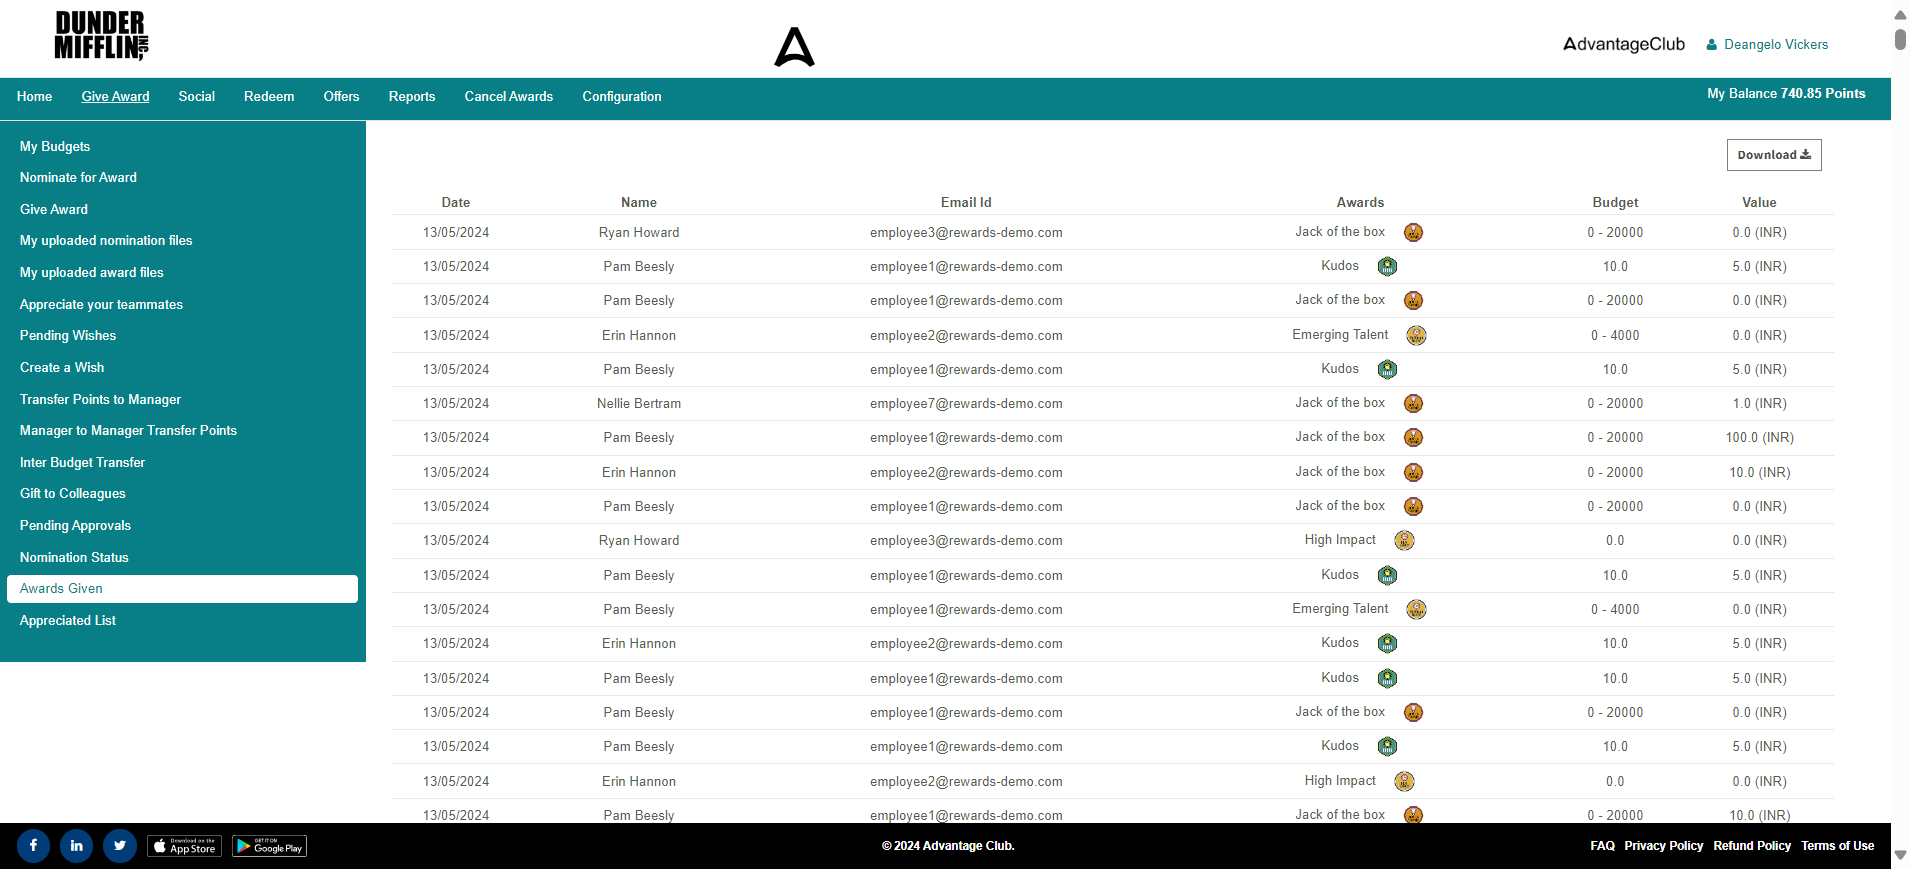 DUNDER
MIFFLIN INC,
AdvantageClub Deangelo Vickers
Home Give Award Social Redeem Offers Reports Cancel Awards Configuration My Balance 740.85 Points
My Budgets
Nominate for Award
Give Award
My uploaded nomination files
My uploaded award files
Appreciate your teammates
Pending Wishes
Create a Wish
Transfer Points to Manager
Manager to Manager Transfer Points
Inter Budget Transfer
Gift to Colleagues
Pending Approvals
Nomination Status
Awards Given
Appreciated List
Download
Date Name Email Id Awards Budget Value
13/05/2024 Ryan Howard employee3@rewards-demo.com Jack of the box 0 - 20000 0.0 (INR)
13/05/2024 Pam Beesly employee1@rewards-demo.com Kudos 10.0 5.0 (INR)
13/05/2024 Pam Beesly employee1@rewards-demo.com Jack of the box 0 - 20000 0.0 (INR)
13/05/2024 Erin Hannon employee2@rewards-demo.com Emerging Talent 0 - 4000 0.0 (INR)
13/05/2024 Pam Beesly employee1@rewards-demo.com Kudos 10.0 5.0 (INR)
13/05/2024 Nellie Bertram employee7@rewards-demo.com Jack of the box 0 - 20000 1.0 (INR)
13/05/2024 Pam Beesly employee1@rewards-demo.com Jack of the box 0 - 20000 100.0 (INR)
13/05/2024 Erin Hannon employee2@rewards-demo.com Jack of the box 0 - 20000 10.0 (INR)
13/05/2024 Pam Beesly employee1@rewards-demo.com Jack of the box 0 - 20000 0.0 (INR)
13/05/2024 Ryan Howard employee3@rewards-demo.com High Impact 0.0 0.0 (INR)
13/05/2024 Pam Beesly employee1@rewards-demo.com Kudos 10.0 5.0 (INR)
13/05/2024 Pam Beesly employee1@rewards-demo.com Emerging Talent 0 - 4000 0.0 (INR)
13/05/2024 Erin Hannon employee2@rewards-demo.com Kudos 10.0 5.0 (INR)
13/05/2024 Pam Beesly employee1@rewards-demo.com Kudos 10.0 5.0 (INR)
13/05/2024 Pam Beesly employee1@rewards-demo.com Jack of the box 0 - 20000 0.0 (INR)
13/05/2024 Pam Beesly employee1@rewards-demo.com Kudos 10.0 5.0 (INR)
13/05/2024 Erin Hannon employee2@rewards-demo.com High Impact 0.0 0.0 (INR)
13/05/2024 Pam Beesly employee1@rewards-demo.com Jack of the box 0 - 20000 10.0 (INR)
Download on the
App Store
GET IT ON
Google Play
© 2024 Advantage Club.
FAQ Privacy Policy Refund Policy Terms of Use